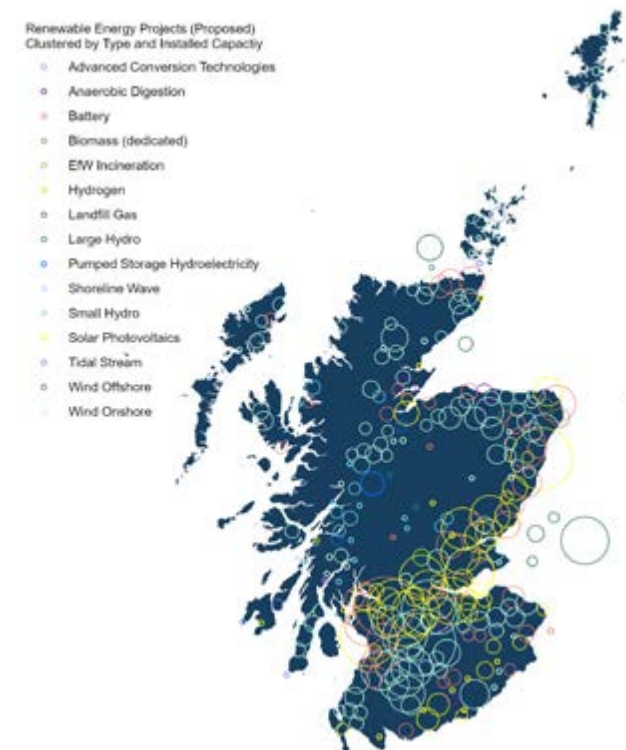 Renewable Energy Projects (Proposed)
Clustered by Type and Installed Capactiy
Advanced Conversion Technologies
Anaerobic Digestion
Battery
Biomass (dedicated)
EfW Incineration
Hydrogen
Landfill Gas
Large Hydro
Pumped Storage Hydroelectricity
Shoreline Wave
Small Hydro
Solar Photovoltaics
Tidal Stream
Wind Offshore
Wind Onshore